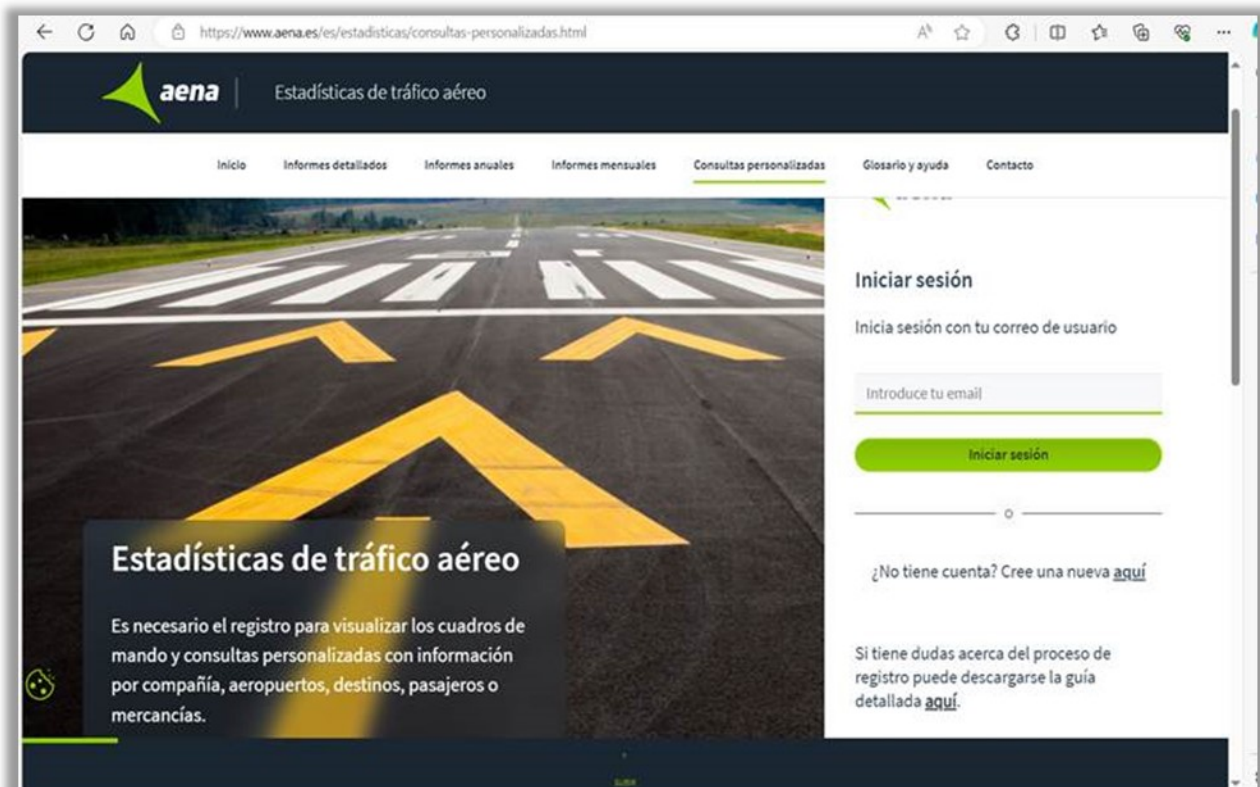 https://www.aena.es/es/estadisticas/consultas-personalizadas.html
aena
Estadísticas de tráfico aéreo
Inicio
Informes detallados
Informes anuales
Informes mensuales
Consultas personalizadas
Glosario y ayuda
Contacto
Iniciar sesión
Inicia sesión con tu correo de usuario
Introduce tu email
Iniciar sesión
o
¿No tiene cuenta? Cree una nueva aquí
Si tiene dudas acerca del proceso de
registro puede descargarse la guía
detallada aquí.
Estadísticas de tráfico aéreo
Es necesario el registro para visualizar los cuadros de
mando y consultas personalizadas con información
por compañía, aeropuertos, destinos, pasajeros o
mercancías.